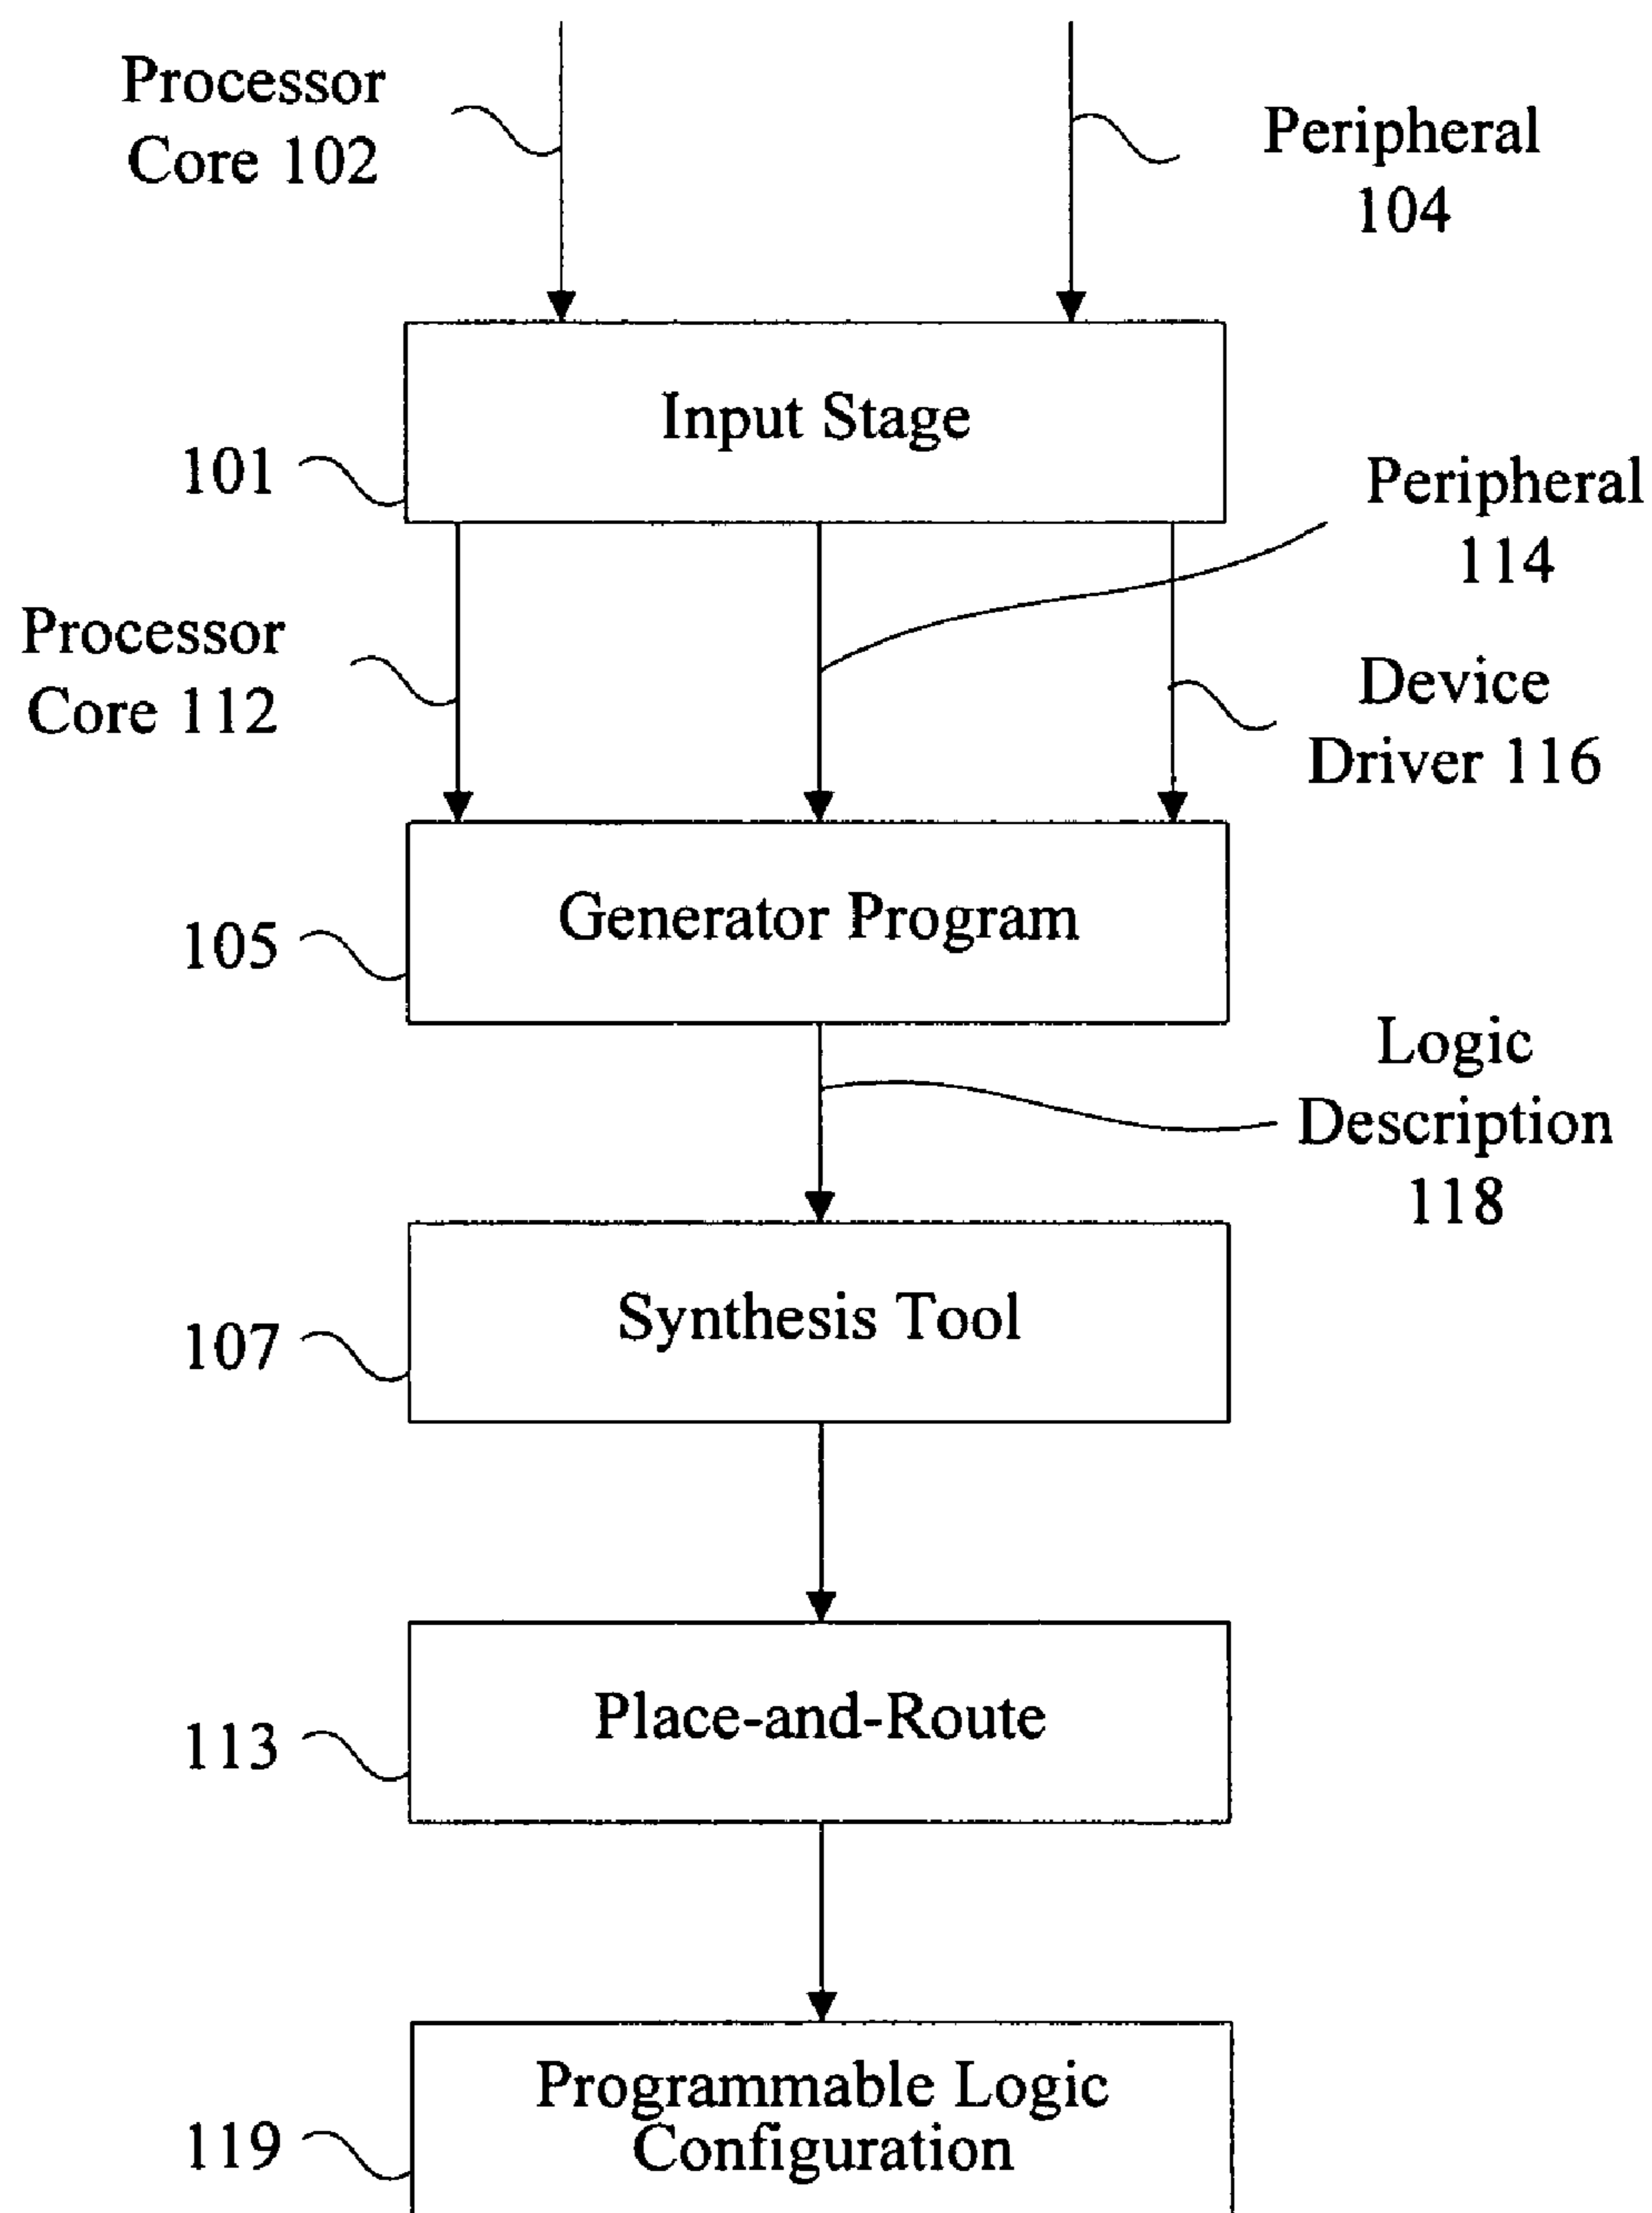 Processor
Core 102
Peripheral
104
Input Stage
101
Peripheral
114
Processor
Core 112
Device
Driver 116
Generator Program
105
Logic
Description
118
Synthesis Tool
107
Place-and-Route
113
Programmable Logic
Configuration
119